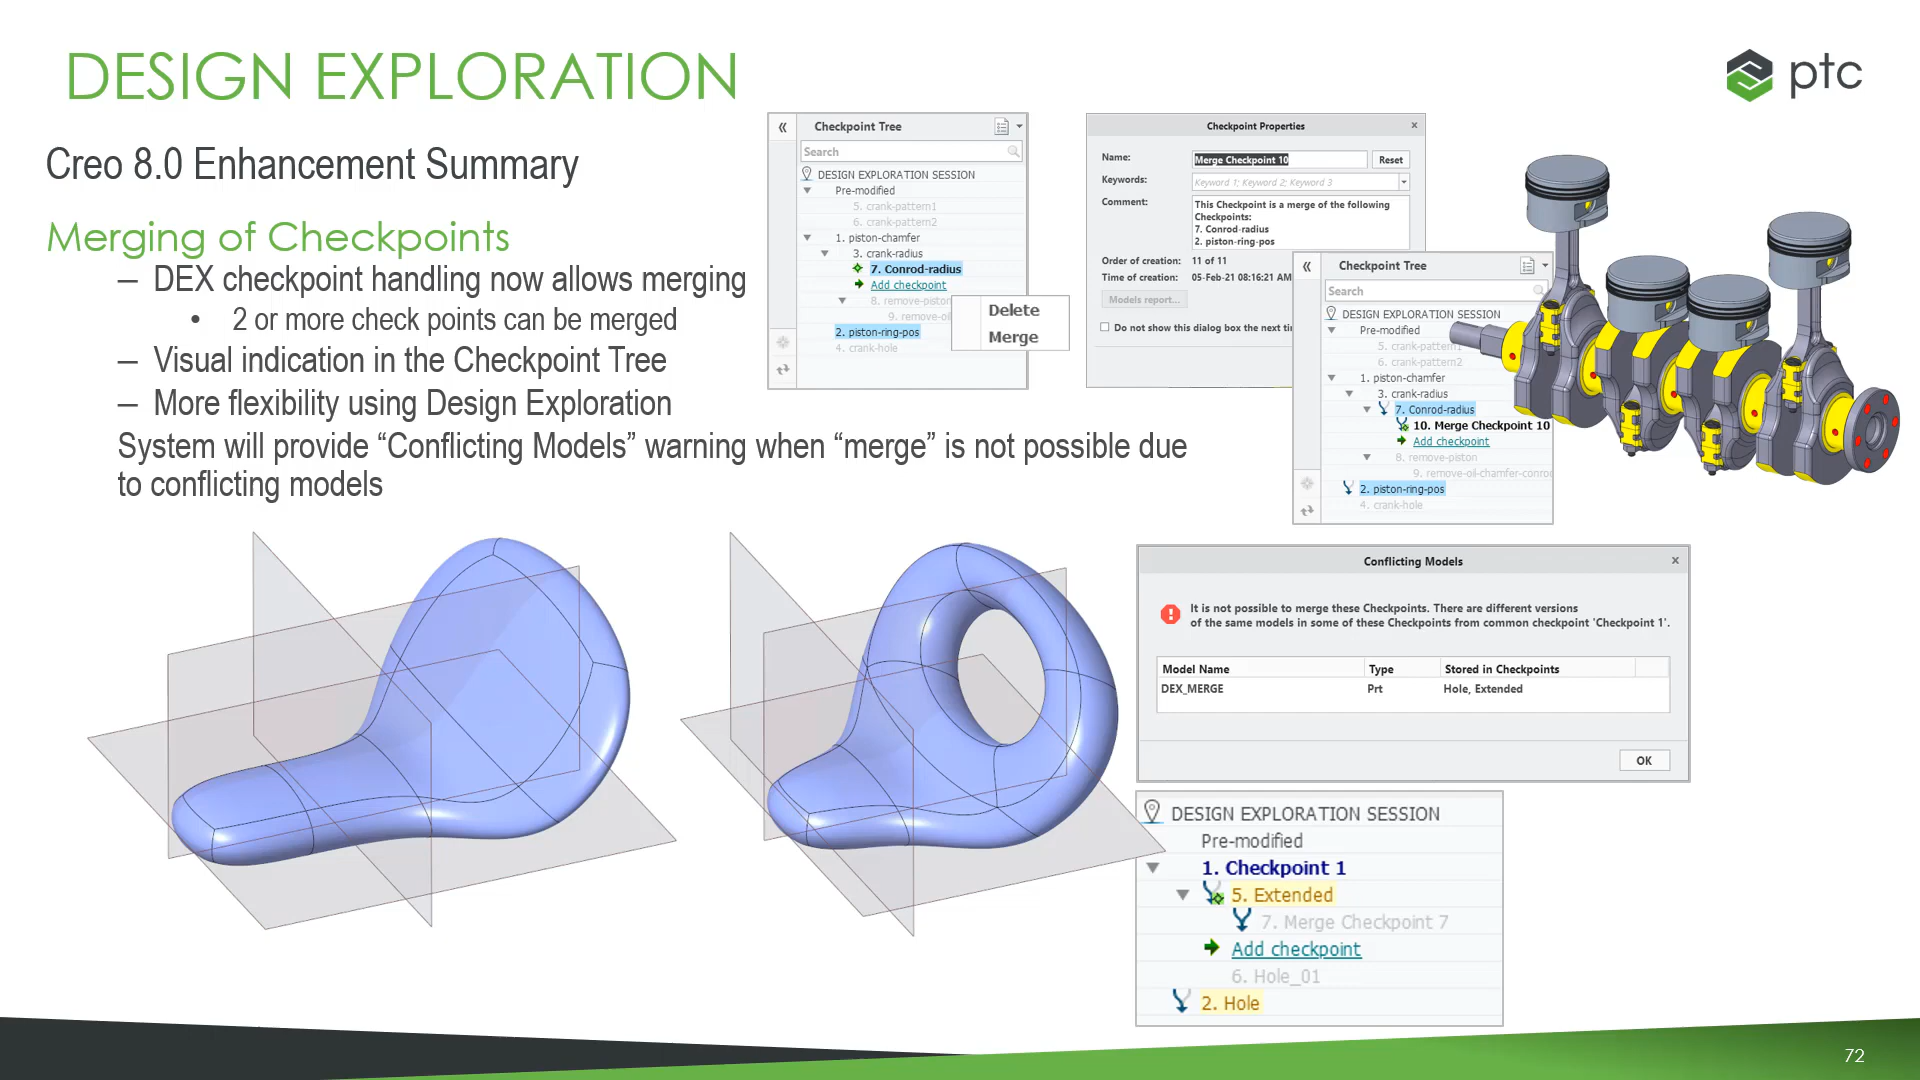 DESIGN EXPLORATION
ptc
Creo 8.0 Enhancement Summary
Merging of Checkpoints
– DEX checkpoint handling now allows merging
• 2 or more check points can be merged
– Visual indication in the Checkpoint Tree
– More flexibility using Design Exploration
System will provide “Conflicting Models” warning when “merge” is not possible due
to conflicting models
Checkpoint Tree
Search
DESIGN EXPLORATION SESSION
Pre-modified
5. crank-pattern1
6. crank-pattern2
1. piston-chamfer
3. crank-radius
7. Conrod-radius
Add checkpoint
8. remove-piston
9. remove-oil
2. piston-ring-pos
4. crank-hole
Delete
Merge
Checkpoint Properties
Name: Merge Checkpoint 10 Reset
Keywords: Keyword 1; Keyword 2; Keyword 3
Comment: This Checkpoint is a merge of the following
Checkpoints:
7. Conrod-radius
2. piston-ring-pos
Order of creation: 11 of 11
Time of creation: 05-Feb-21 08:16:21 AM
Models report...
Do not show this dialog box the next tim
Checkpoint Tree
Search
DESIGN EXPLORATION SESSION
Pre-modified
5. crank-pattern1
6. crank-pattern2
1. piston-chamfer
3. crank-radius
7. Conrod-radius
10. Merge Checkpoint 10
Add checkpoint
8. remove-piston
9. remove-oil-chamfer-conrod
2. piston-ring-pos
4. crank-hole
Conflicting Models
It is not possible to merge these Checkpoints. There are different versions
of the same models in some of these Checkpoints from common checkpoint 'Checkpoint 1'.
Model Name Type Stored in Checkpoints
DEX_MERGE Prt Hole, Extended
OK
DESIGN EXPLORATION SESSION
Pre-modified
1. Checkpoint 1
5. Extended
7. Merge Checkpoint 7
Add checkpoint
6. Hole_01
2. Hole
72